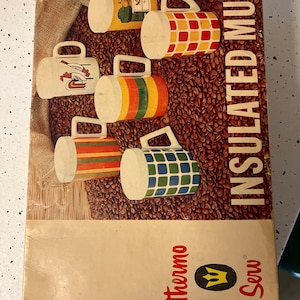 INSULATED MU
Thermo
Serv